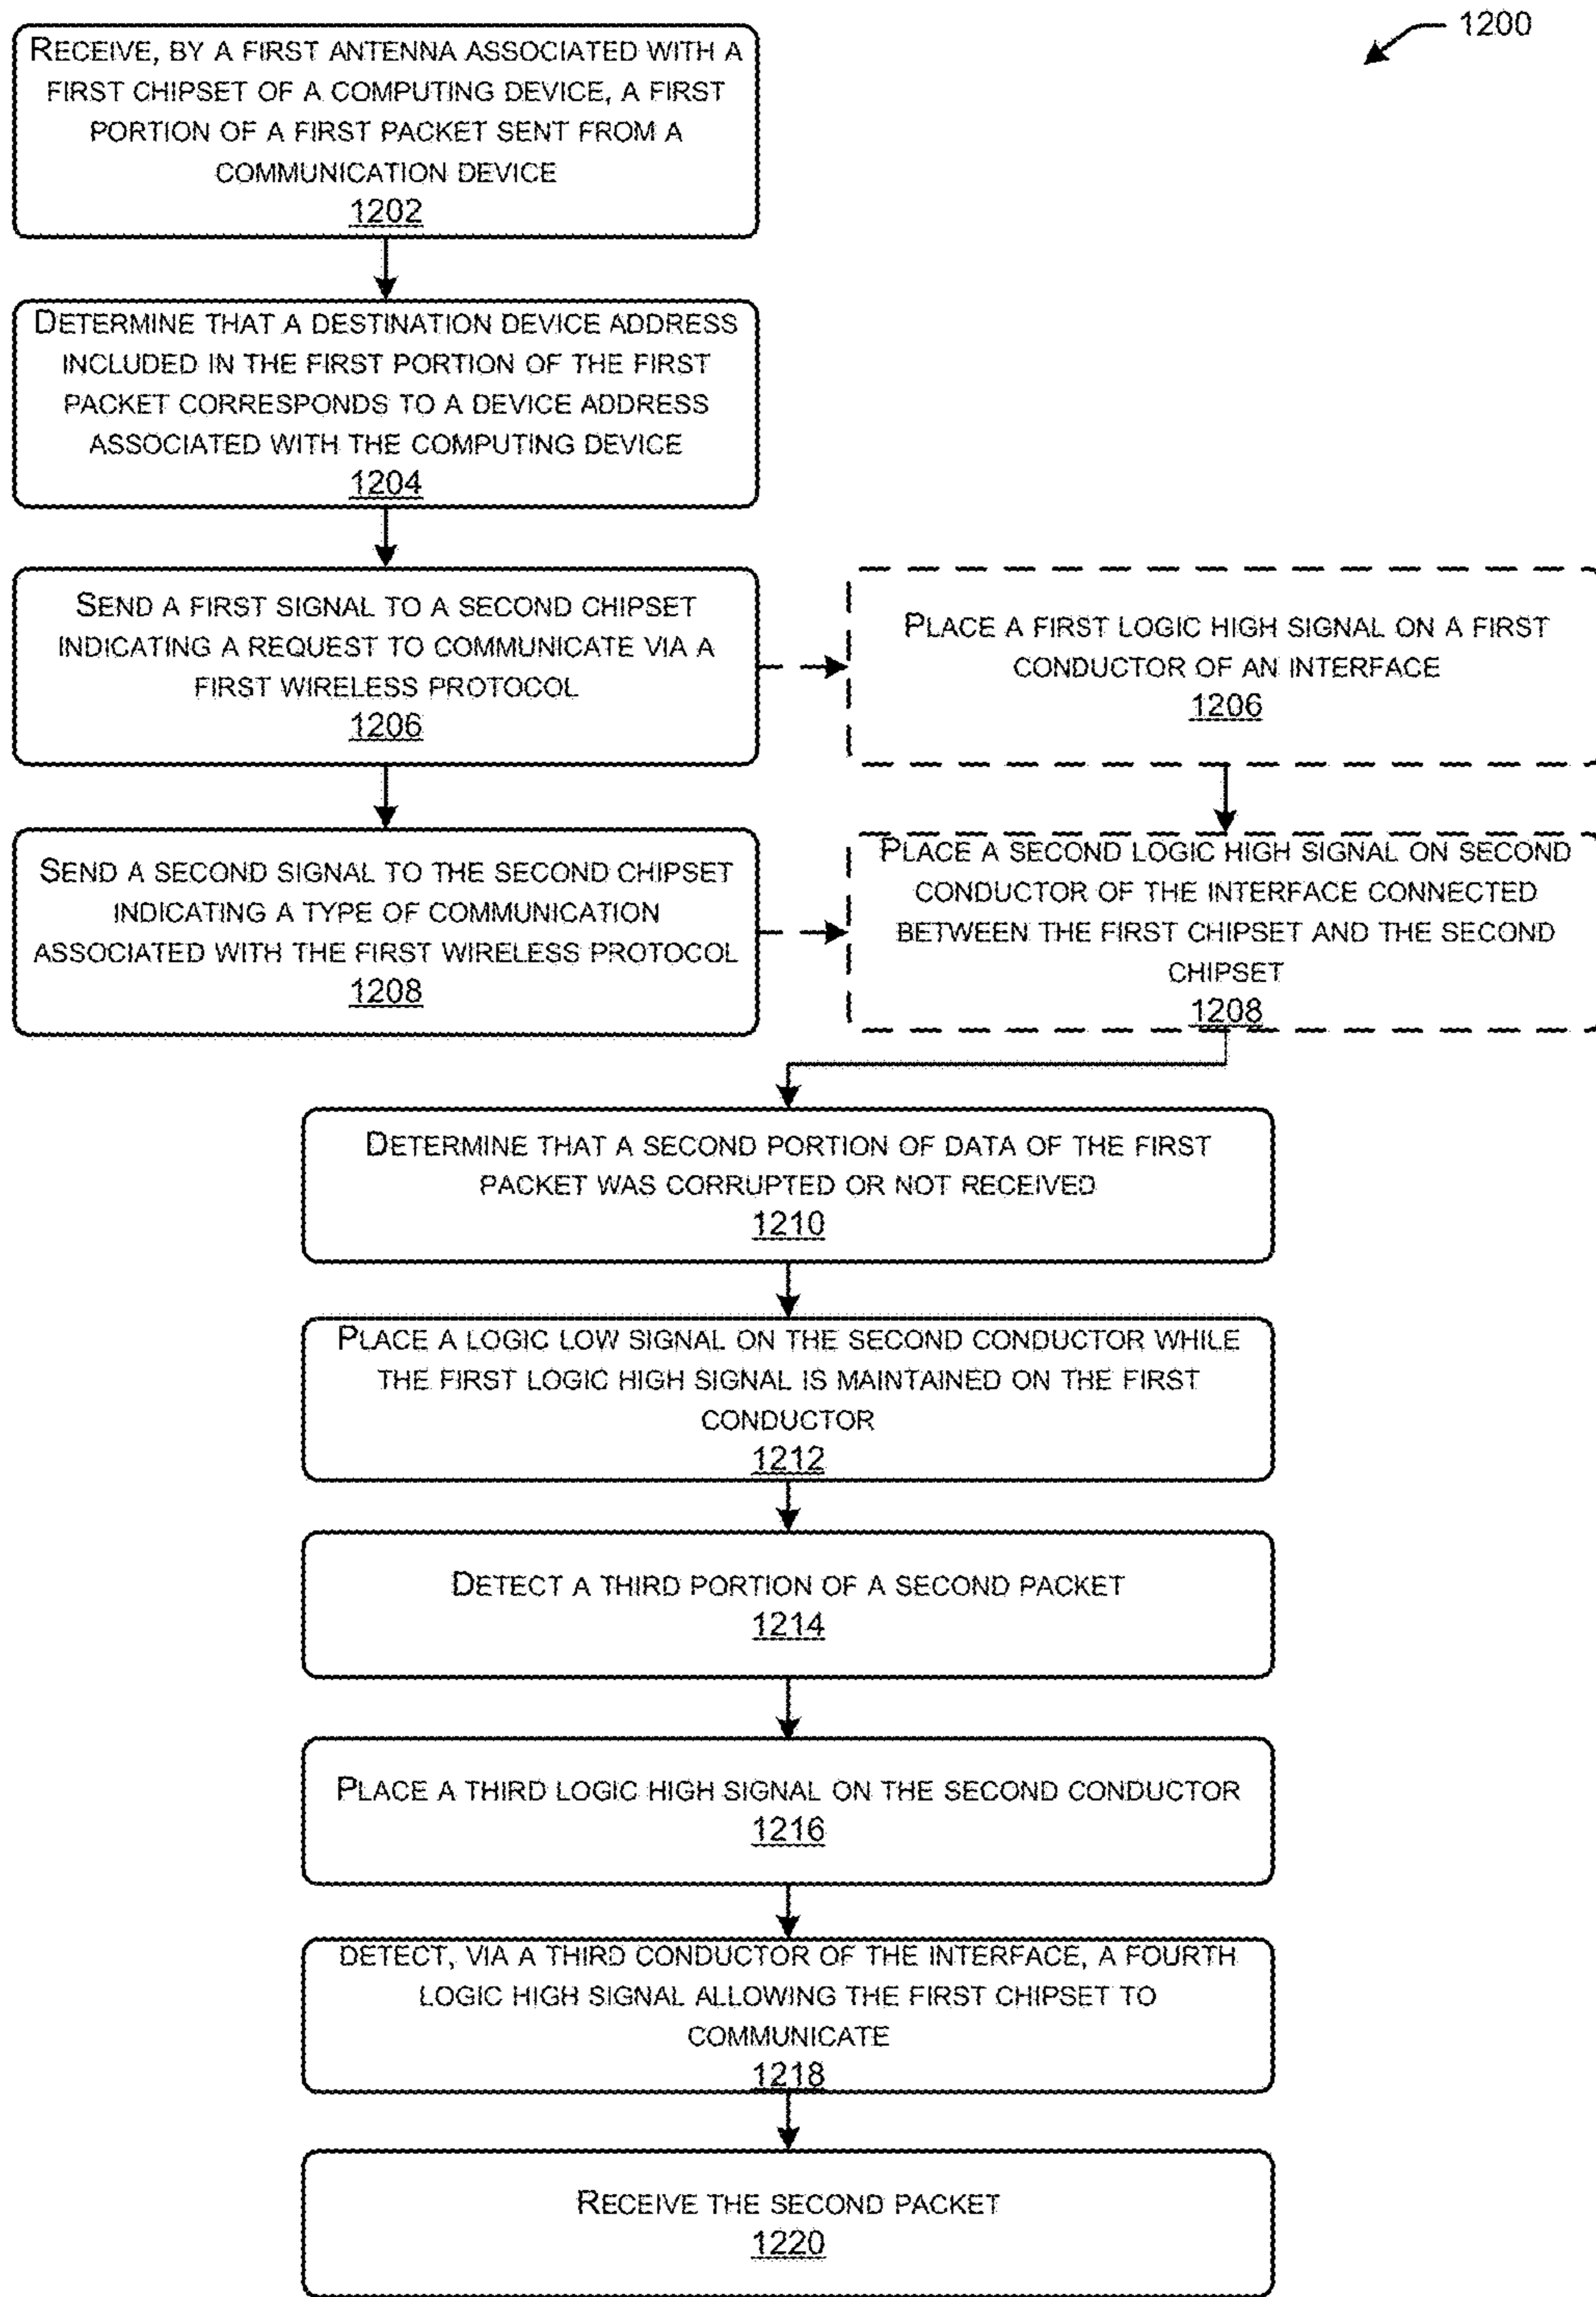 1200
RECEIVE, BY A FIRST ANTENNA ASSOCIATED WITH A
FIRST CHIPSET OF A COMPUTING DEVICE, A FIRST
PORTION OF A FIRST PACKET SENT FROM A
COMMUNICATION DEVICE
1202
DETERMINE THAT A DESTINATION DEVICE ADDRESS
INCLUDED IN THE FIRST PORTION OF THE FIRST
PACKET CORRESPONDS TO A DEVICE ADDRESS
ASSOCIATED WITH THE COMPUTING DEVICE
1204
SEND A FIRST SIGNAL TO A SECOND CHIPSET
INDICATING A REQUEST TO COMMUNICATE VIA A
FIRST WIRELESS PROTOCOL
1206
PLACE A FIRST LOGIC HIGH SIGNAL ON A FIRST
CONDUCTOR OF AN INTERFACE
1206
SEND A SECOND SIGNAL TO THE SECOND CHIPSET
INDICATING A TYPE OF COMMUNICATION
ASSOCIATED WITH THE FIRST WIRELESS PROTOCOL
1208
PLACE A SECOND LOGIC HIGH SIGNAL ON SECOND
CONDUCTOR OF THE INTERFACE CONNECTED
BETWEEN THE FIRST CHIPSET AND THE SECOND
CHIPSET
1208
DETERMINE THAT A SECOND PORTION OF DATA OF THE FIRST
PACKET WAS CORRUPTED OR NOT RECEIVED
1210
PLACE A LOGIC LOW SIGNAL ON THE SECOND CONDUCTOR WHILE
THE FIRST LOGIC HIGH SIGNAL IS MAINTAINED ON THE FIRST
CONDUCTOR
1212
DETECT A THIRD PORTION OF A SECOND PACKET
1214
PLACE A THIRD LOGIC HIGH SIGNAL ON THE SECOND CONDUCTOR
1216
DETECT, VIA A THIRD CONDUCTOR OF THE INTERFACE, A FOURTH
LOGIC HIGH SIGNAL ALLOWING THE FIRST CHIPSET TO
COMMUNICATE
1218
RECEIVE THE SECOND PACKET
1220